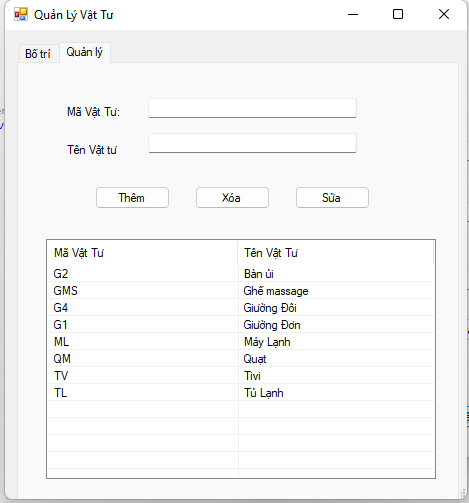 Quản Lý Vật Tư
Bố trí Quản lý
Mã Vật Tư:
Tên Vật tư
Thêm Xóa Sửa
Mã Vật Tư Tên Vật Tư
G2 Bàn ủi
GMS Ghế massage
G4 Giường Đôi
G1 Giường Đơn
ML Máy Lạnh
QM Quạt
TV Tivi
TL Tủ Lạnh